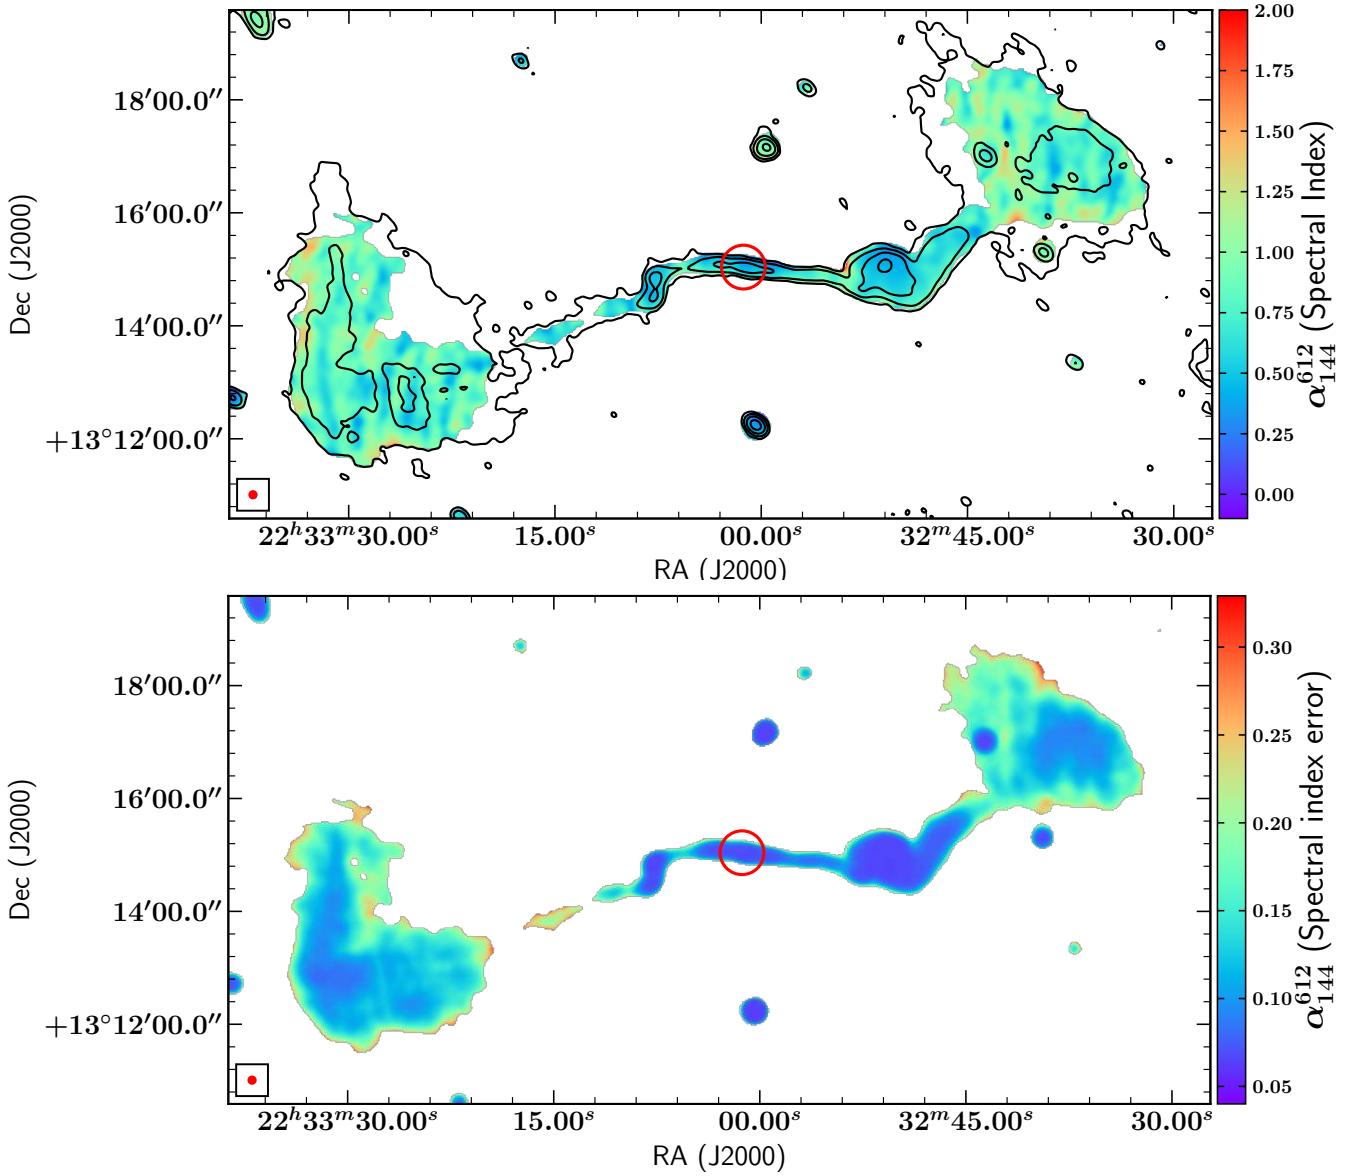 2.00
1.75
1.50
1.25
1.00
0.75
0.50
0.25
0.00
α₁₄₄⁶¹² (Spectral Index)
18′00.0″
16′00.0″
14′00.0″
+13°12′00.0″
Dec (J2000)
22ʰ33ᵐ30.00ˢ 15.00ˢ 00.00ˢ 32ᵐ45.00ˢ 30.00ˢ
RA (J2000)
0.30
0.25
0.20
0.15
0.10
0.05
α₁₄₄⁶¹² (Spectral index error)
18′00.0″
16′00.0″
14′00.0″
+13°12′00.0″
Dec (J2000)
22ʰ33ᵐ30.00ˢ 15.00ˢ 00.00ˢ 32ᵐ45.00ˢ 30.00ˢ
RA (J2000)